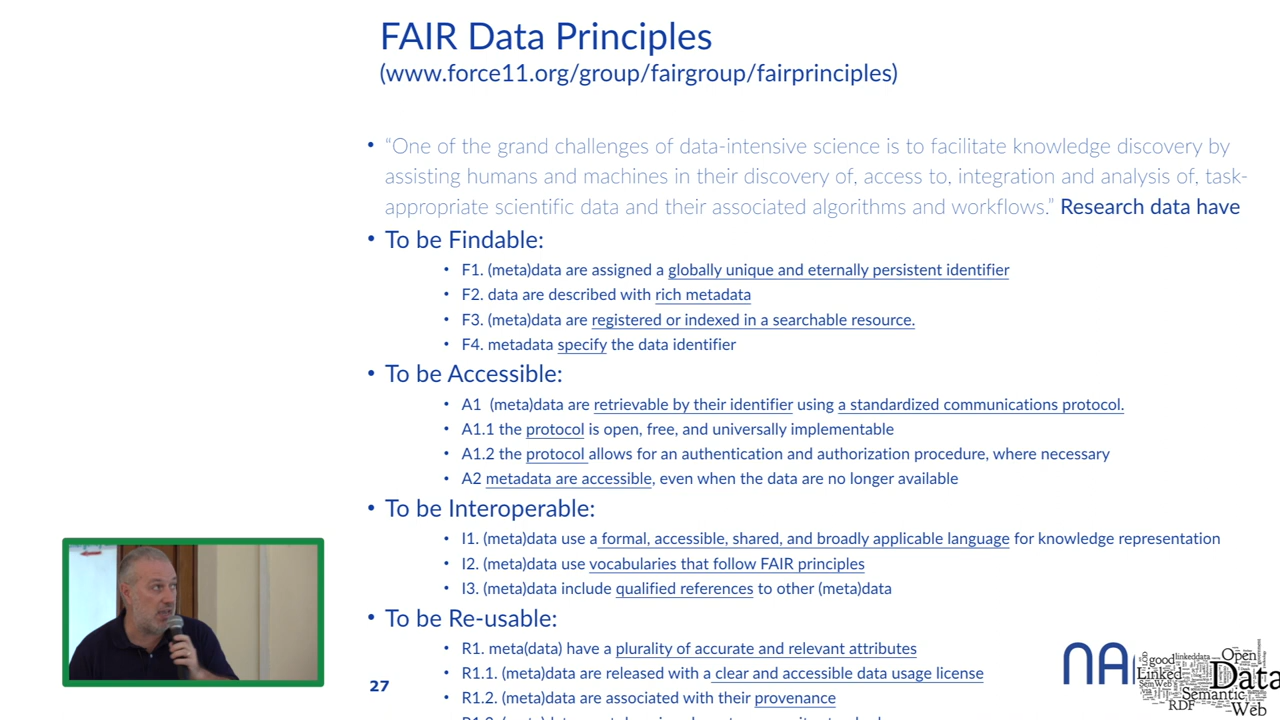 FAIR Data Principles
(www.force11.org/group/fairgroup/fairprinciples)
• “One of the grand challenges of data-intensive science is to facilitate knowledge discovery by
assisting humans and machines in their discovery of, access to, integration and analysis of, task-
appropriate scientific data and their associated algorithms and workflows.” Research data have
• To be Findable:
• F1. (meta)data are assigned a globally unique and eternally persistent identifier
• F2. data are described with rich metadata
• F3. (meta)data are registered or indexed in a searchable resource.
• F4. metadata specify the data identifier
• To be Accessible:
• A1 (meta)data are retrievable by their identifier using a standardized communications protocol.
• A1.1 the protocol is open, free, and universally implementable
• A1.2 the protocol allows for an authentication and authorization procedure, where necessary
• A2 metadata are accessible, even when the data are no longer available
• To be Interoperable:
• I1. (meta)data use a formal, accessible, shared, and broadly applicable language for knowledge representation
• I2. (meta)data use vocabularies that follow FAIR principles
• I3. (meta)data include qualified references to other (meta)data
• To be Re-usable:
• R1. meta(data) have a plurality of accurate and relevant attributes
• R1.1. (meta)data are released with a clear and accessible data usage license
• R1.2. (meta)data are associated with their provenance
27
NA
good linkeddata Open
Linked Data
Semantic
RDF Web